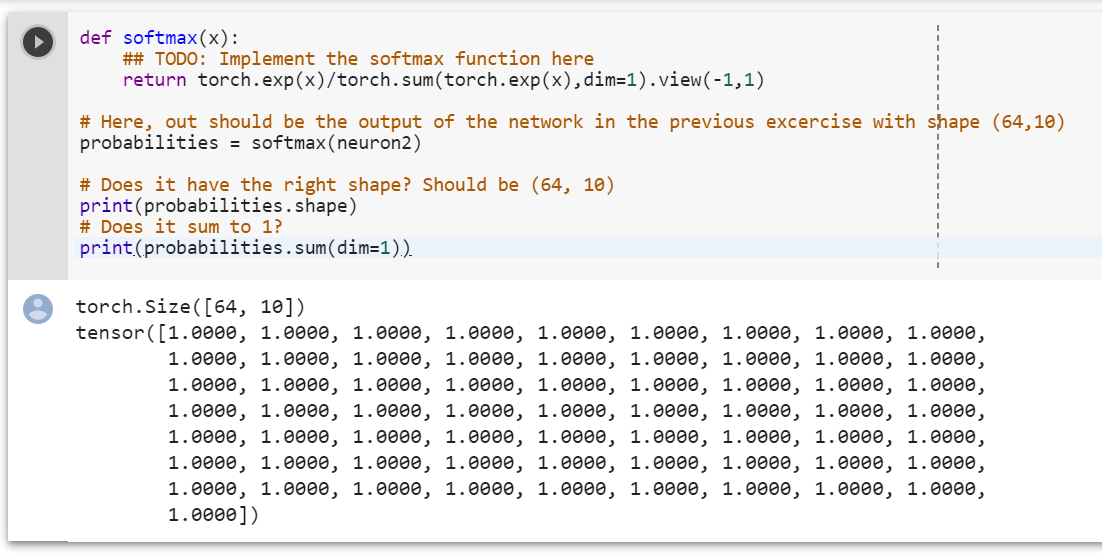 def softmax(x):
    ## TODO: Implement the softmax function here
    return torch.exp(x)/torch.sum(torch.exp(x),dim=1).view(-1,1)
# Here, out should be the output of the network in the previous excercise with shape (64,10)
probabilities = softmax(neuron2)
# Does it have the right shape? Should be (64, 10)
print(probabilities.shape)
# Does it sum to 1?
print(probabilities.sum(dim=1))
torch.Size([64, 10])
tensor([1.0000, 1.0000, 1.0000, 1.0000, 1.0000, 1.0000, 1.0000, 1.0000, 1.0000,
        1.0000, 1.0000, 1.0000, 1.0000, 1.0000, 1.0000, 1.0000, 1.0000, 1.0000,
        1.0000, 1.0000, 1.0000, 1.0000, 1.0000, 1.0000, 1.0000, 1.0000, 1.0000,
        1.0000, 1.0000, 1.0000, 1.0000, 1.0000, 1.0000, 1.0000, 1.0000, 1.0000,
        1.0000, 1.0000, 1.0000, 1.0000, 1.0000, 1.0000, 1.0000, 1.0000, 1.0000,
        1.0000, 1.0000, 1.0000, 1.0000, 1.0000, 1.0000, 1.0000, 1.0000, 1.0000,
        1.0000, 1.0000, 1.0000, 1.0000, 1.0000, 1.0000, 1.0000, 1.0000, 1.0000,
        1.0000])